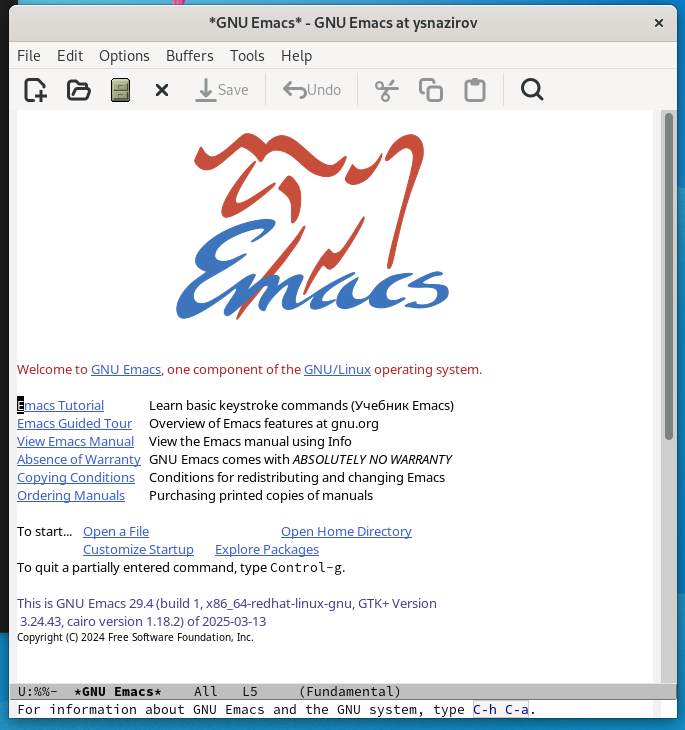 *GNU Emacs* - GNU Emacs at ysnazirov
File Edit Options Buffers Tools Help
Save Undo
Emacs
Welcome to GNU Emacs, one component of the GNU/Linux operating system.
Emacs Tutorial Learn basic keystroke commands (Учебник Emacs)
Emacs Guided Tour Overview of Emacs features at gnu.org
View Emacs Manual View the Emacs manual using Info
Absence of Warranty GNU Emacs comes with ABSOLUTELY NO WARRANTY
Copying Conditions Conditions for redistributing and changing Emacs
Ordering Manuals Purchasing printed copies of manuals
To start... Open a File Open Home Directory
Customize Startup Explore Packages
To quit a partially entered command, type Control-g.
This is GNU Emacs 29.4 (build 1, x86_64-redhat-linux-gnu, GTK+ Version
3.24.43, cairo version 1.18.2) of 2025-03-13
Copyright (C) 2024 Free Software Foundation, Inc.
U:%%- *GNU Emacs* All L5 (Fundamental)
For information about GNU Emacs and the GNU system, type C-h C-a.